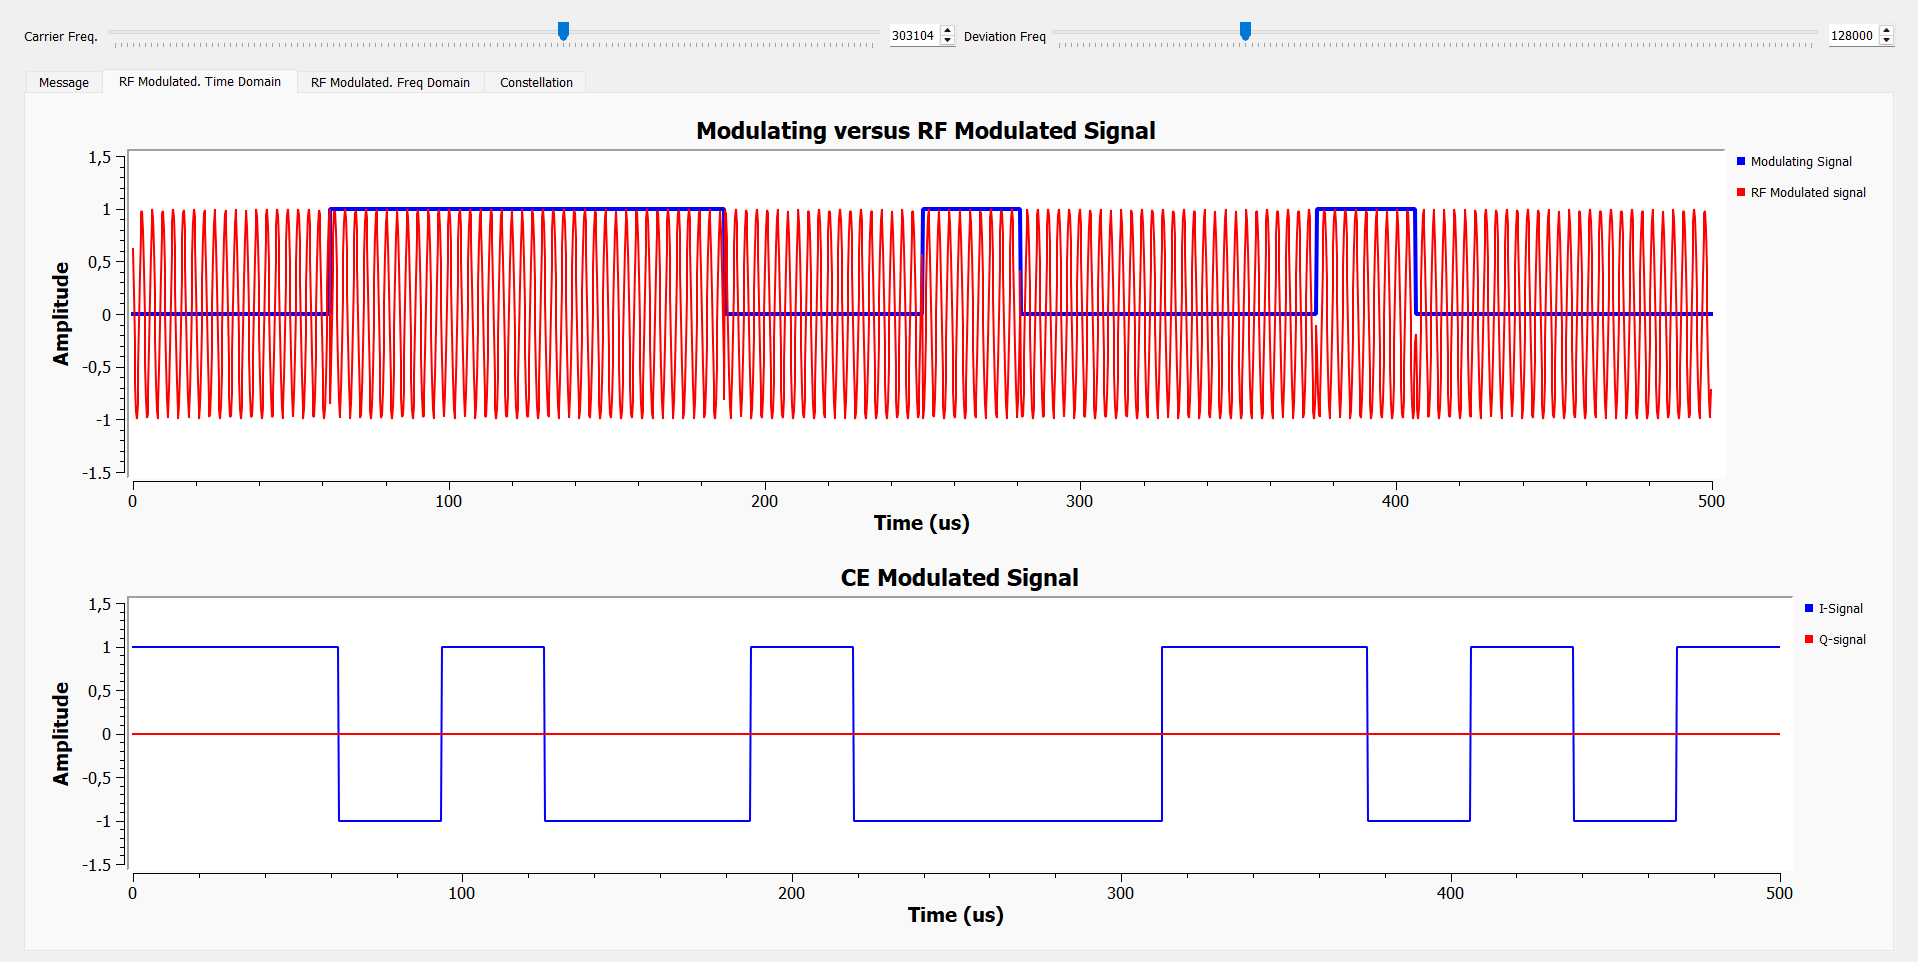 Carrier Freq. 303104 Deviation Freq 128000
Message RF Modulated. Time Domain RF Modulated. Freq Domain Constellation
Modulating versus RF Modulated Signal
1,5
1
0,5
0
-0,5
-1
-1.5
Amplitude
0 100 200 300 400 500
Time (us)
Modulating Signal
RF Modulated signal
CE Modulated Signal
1,5
1
0,5
0
-0,5
-1
-1.5
Amplitude
0 100 200 300 400 500
Time (us)
I-Signal
Q-signal